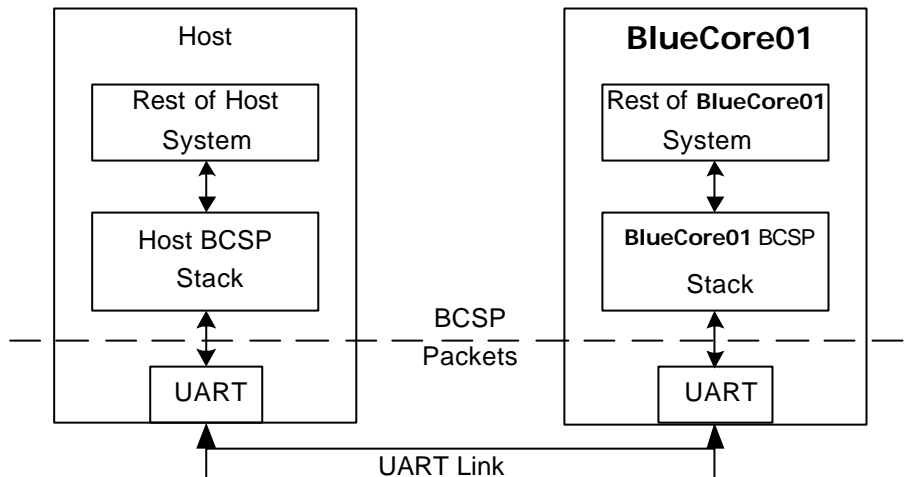 Host
BlueCore01
Rest of Host
System
Rest of BlueCore01
System
Host BCSP
Stack
BlueCore01 BCSP
Stack
BCSP
Packets
UART
UART
UART Link